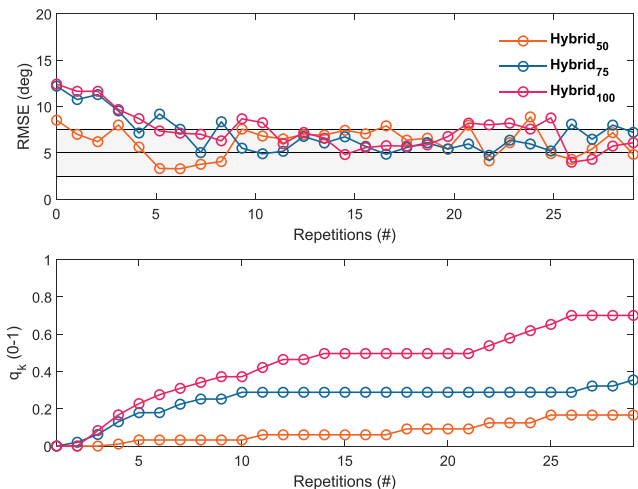 20
15
10
5
0
RMSE (deg)
Hybrid50
Hybrid75
Hybrid100
0 5 10 15 20 25
Repetitions (#)
1
0.8
0.6
0.4
0.2
0
qk (0-1)
5 10 15 20 25
Repetitions (#)